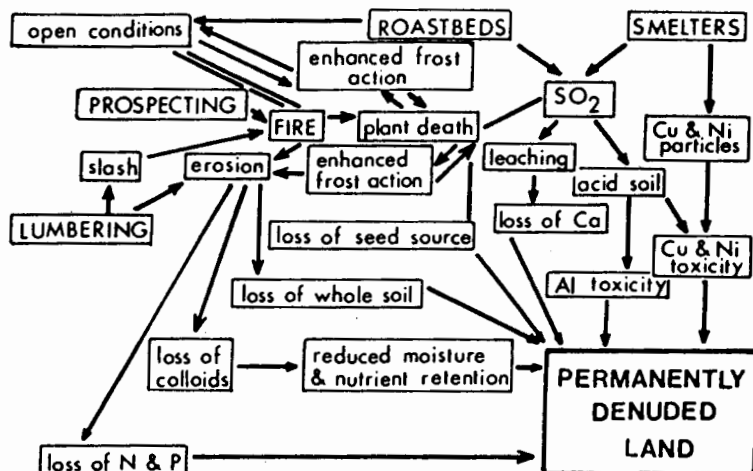 open conditions
ROASTBEDS
SMELTERS
enhanced frost
action
PROSPECTING
SO2
FIRE
plant death
Cu & Ni
particles
slash
erosion
enhanced
frost action
leaching
acid soil
LUMBERING
loss of seed source
loss of Ca
Cu & Ni
toxicity
loss of whole soil
Al toxicity
loss of
colloids
reduced moisture
& nutrient retention
PERMANENTLY
DENUDED
LAND
loss of N & P